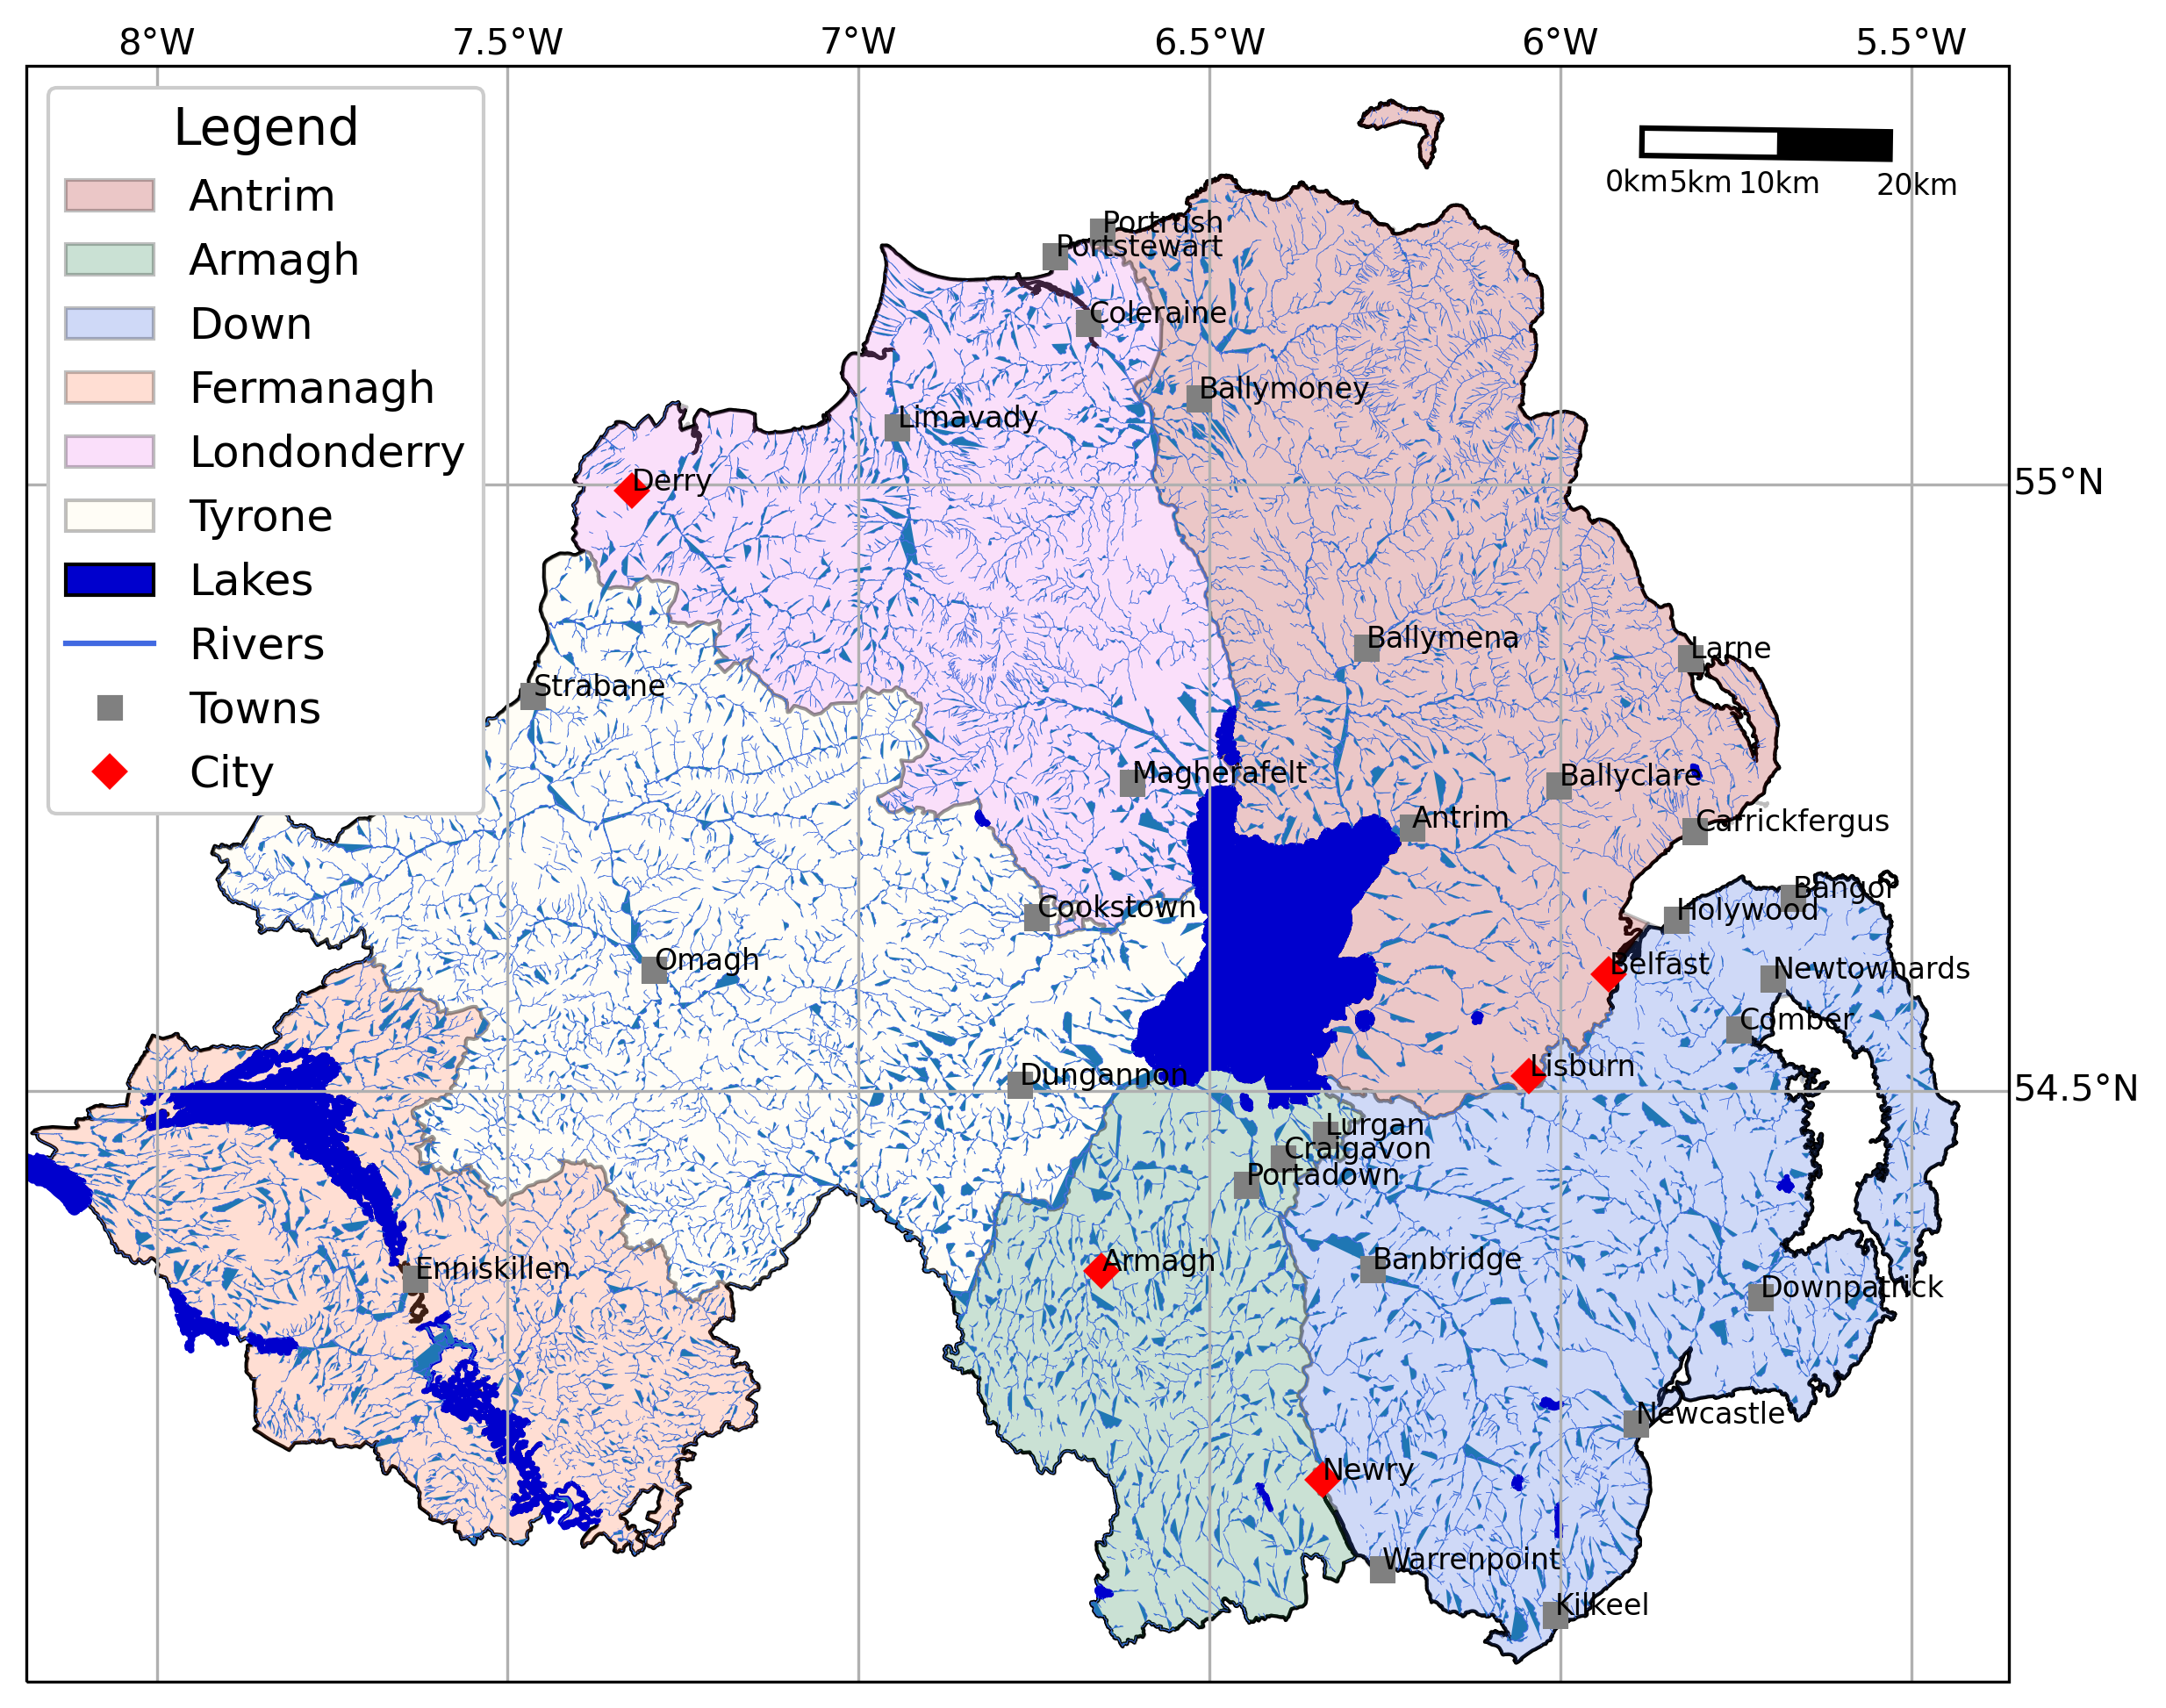 8°W 7.5°W 7°W 6.5°W 6°W 5.5°W
Legend
Antrim
Armagh
Down
Fermanagh
Londonderry
Tyrone
Lakes
Rivers
Towns
City
0km 5km 10km 20km
Portrush
Portstewart
Coleraine
Ballymoney
Limavady
Derry
55°N
Ballymena
Larne
Strabane
Magherafelt
Ballyclare
Antrim
Carrickfergus
Bangor
Cookstown
Holywood
Omagh
Belfast
Newtownards
Comber
Dungannon
Lisburn
54.5°N
Lurgan
Craigavon
Portadown
Enniskillen
Armagh
Banbridge
Downpatrick
Newcastle
Newry
Warrenpoint
Kilkeel